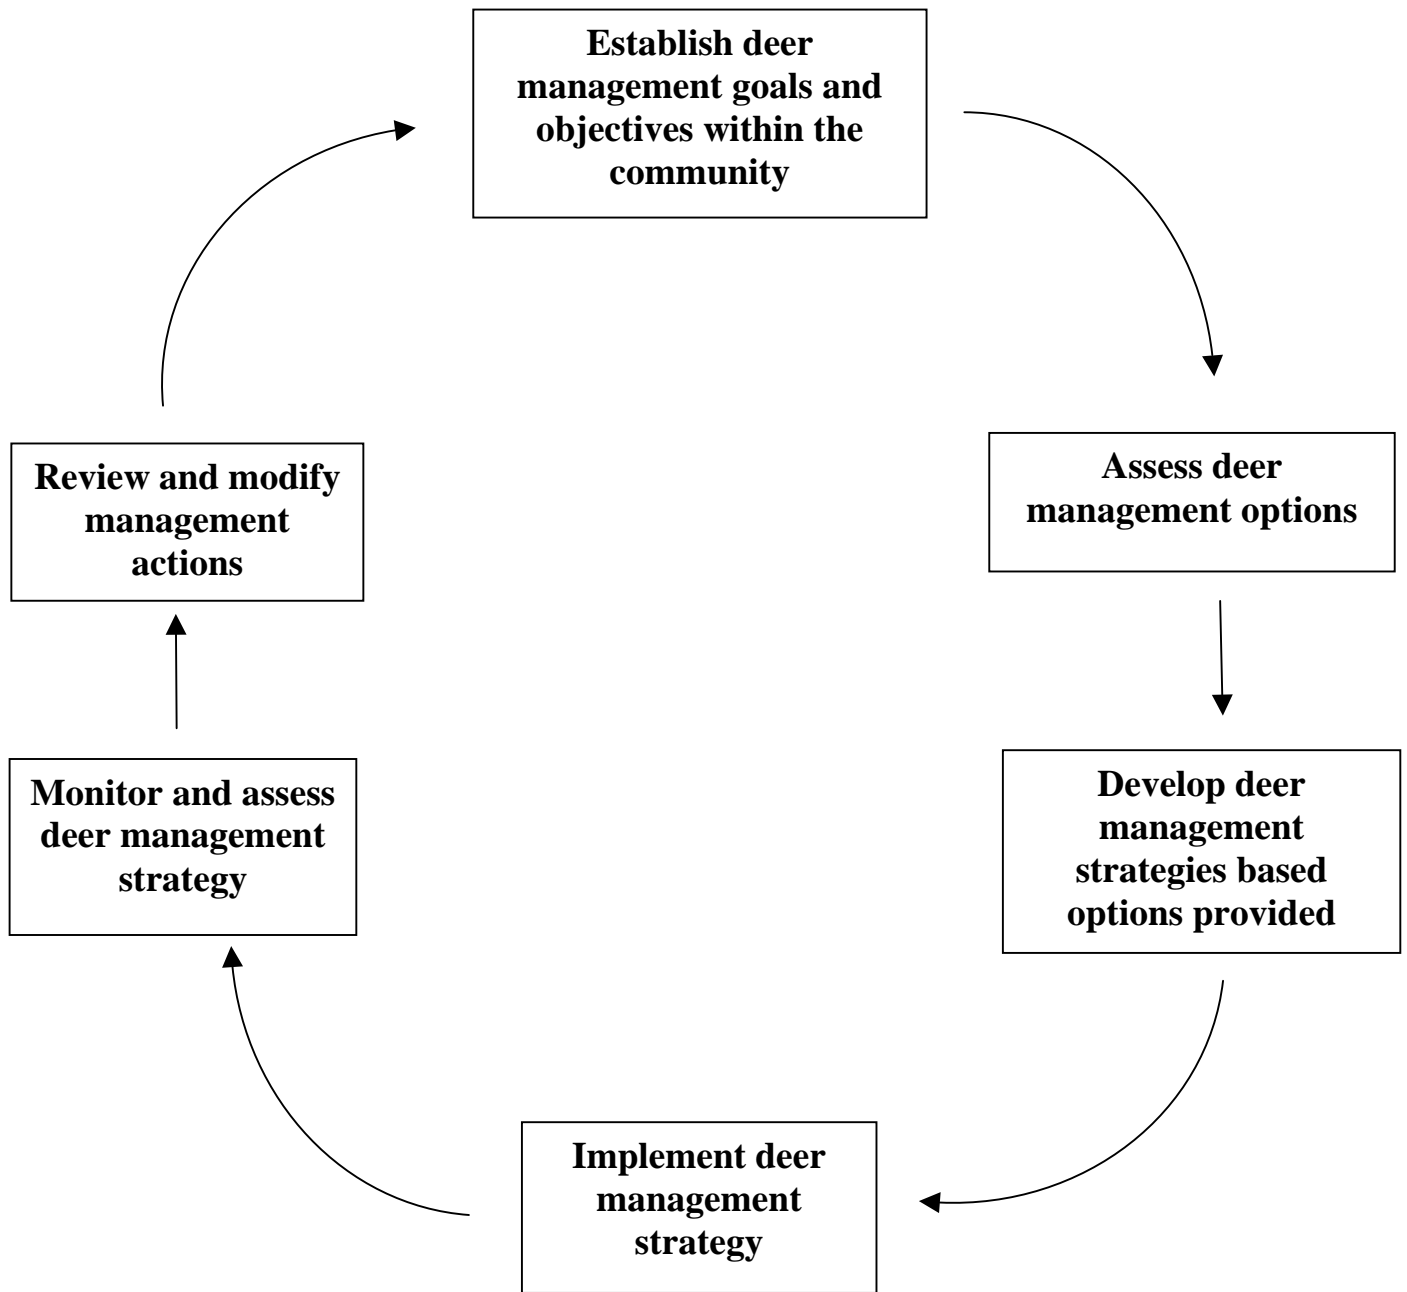 Establish deer
management goals and
objectives within the
community
Assess deer
management options
Develop deer
management
strategies based
options provided
Implement deer
management
strategy
Monitor and assess
deer management
strategy
Review and modify
management
actions